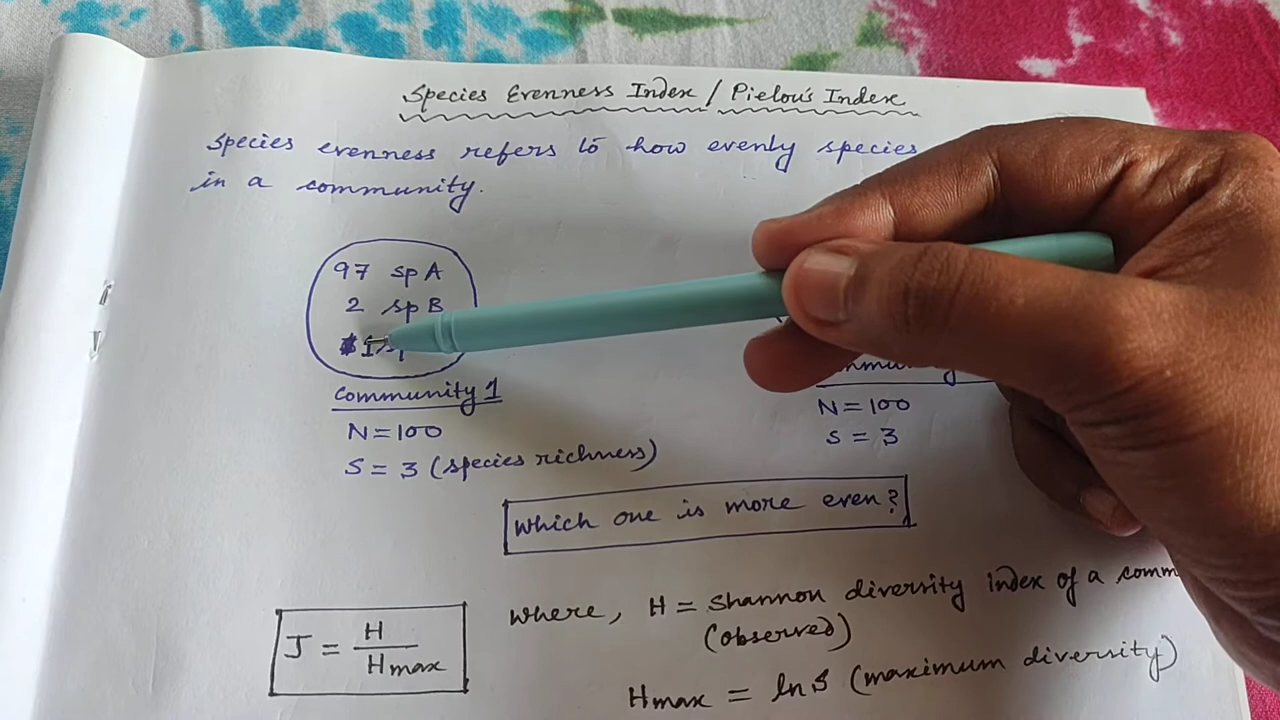 Species Evenness Index / Pielou's Index
Species evenness refers to how evenly species
in a community.
97 sp A
2 sp B
1 sp
Community 1
N = 100
S = 3 (species richness)
N = 100
S = 3
Which one is more even?
J = H / Hmax
where, H = Shannon diversity index of a comm
(observed)
Hmax = ln S (maximum diversity)